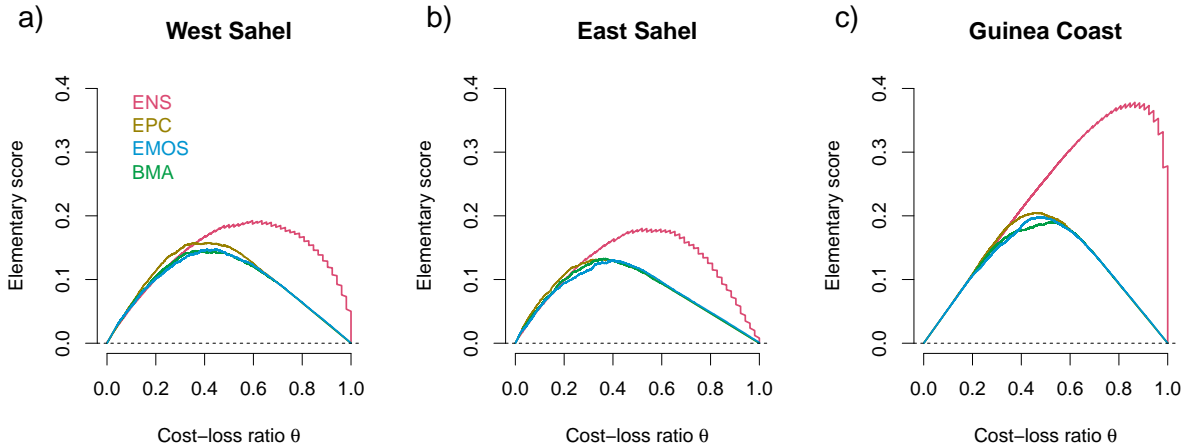 a)
West Sahel
Elementary score
0.0 0.1 0.2 0.3 0.4
ENS
EPC
EMOS
BMA
0.0 0.2 0.4 0.6 0.8 1.0
Cost−loss ratio θ
b)
East Sahel
Elementary score
0.0 0.1 0.2 0.3 0.4
0.0 0.2 0.4 0.6 0.8 1.0
Cost−loss ratio θ
c)
Guinea Coast
Elementary score
0.0 0.1 0.2 0.3 0.4
0.0 0.2 0.4 0.6 0.8 1.0
Cost−loss ratio θ